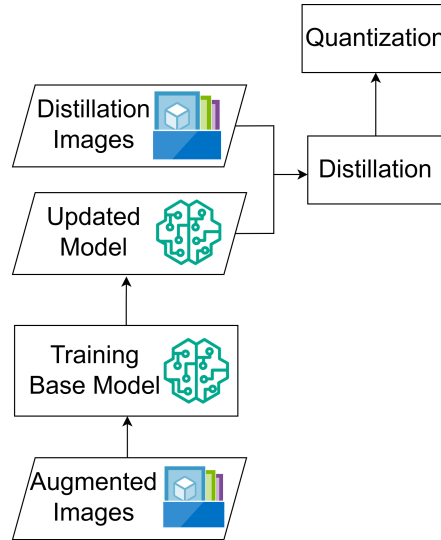 Quantization
Distillation
Images
Distillation
Updated
Model
Training
Base Model
Augmented
Images